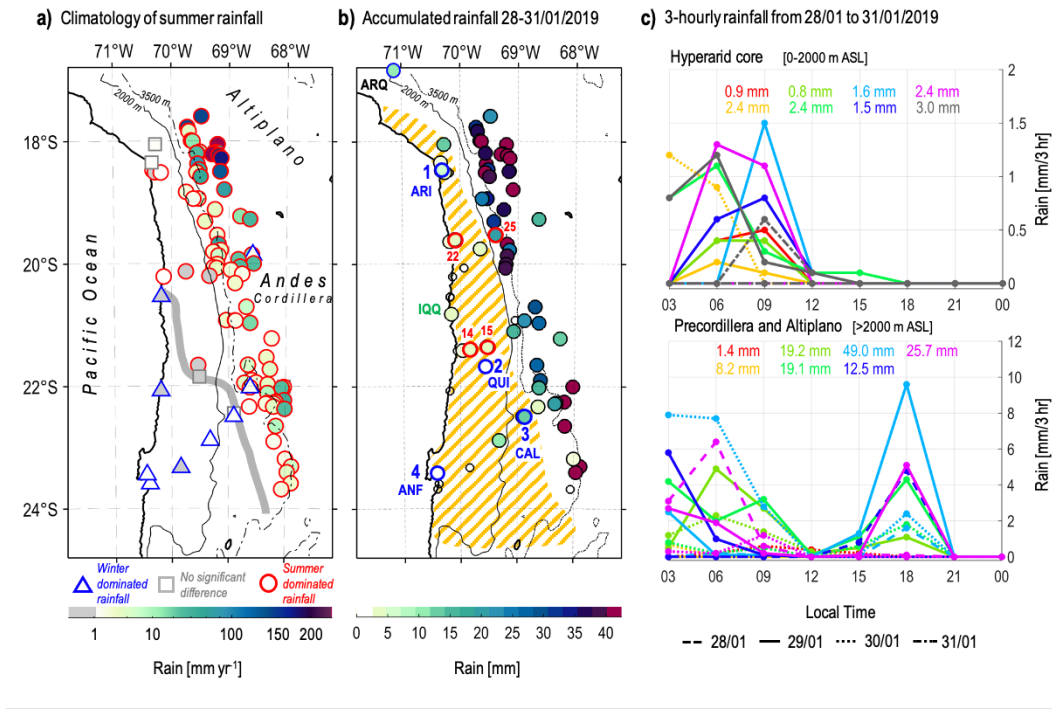 a) Climatology of summer rainfall
71°W 70°W 69°W 68°W
3500 m
2000 m
Altiplano
18°S
20°S
22°S
24°S
Pacific Ocean
Andes
Cordillera
Winter dominated rainfall
No significant difference
Summer dominated rainfall
1 10 100 150 200
Rain [mm yr-1]
b) Accumulated rainfall 28-31/01/2019
71°W 70°W 69°W 68°W
ARQ
3500 m
2000 m
18°S
20°S
22°S
24°S
1
ARI
25
22
IQQ
14 15
2
QUI
3
CAL
4
ANF
0 5 10 15 20 25 30 35 40
Rain [mm]
c) 3-hourly rainfall from 28/01 to 31/01/2019
Hyperarid core [0-2000 m ASL]
0.9 mm 0.8 mm 1.6 mm 2.4 mm
2.4 mm 2.4 mm 1.5 mm 3.0 mm
2
1.5
1
0.5
0
Rain [mm/3 hr]
03 06 09 12 15 18 21 00
Precordillera and Altiplano [>2000 m ASL]
1.4 mm 19.2 mm 49.0 mm 25.7 mm
8.2 mm 19.1 mm 12.5 mm
12
10
8
6
4
2
0
Rain [mm/3 hr]
03 06 09 12 15 18 21 00
Local Time
28/01 29/01 30/01 31/01